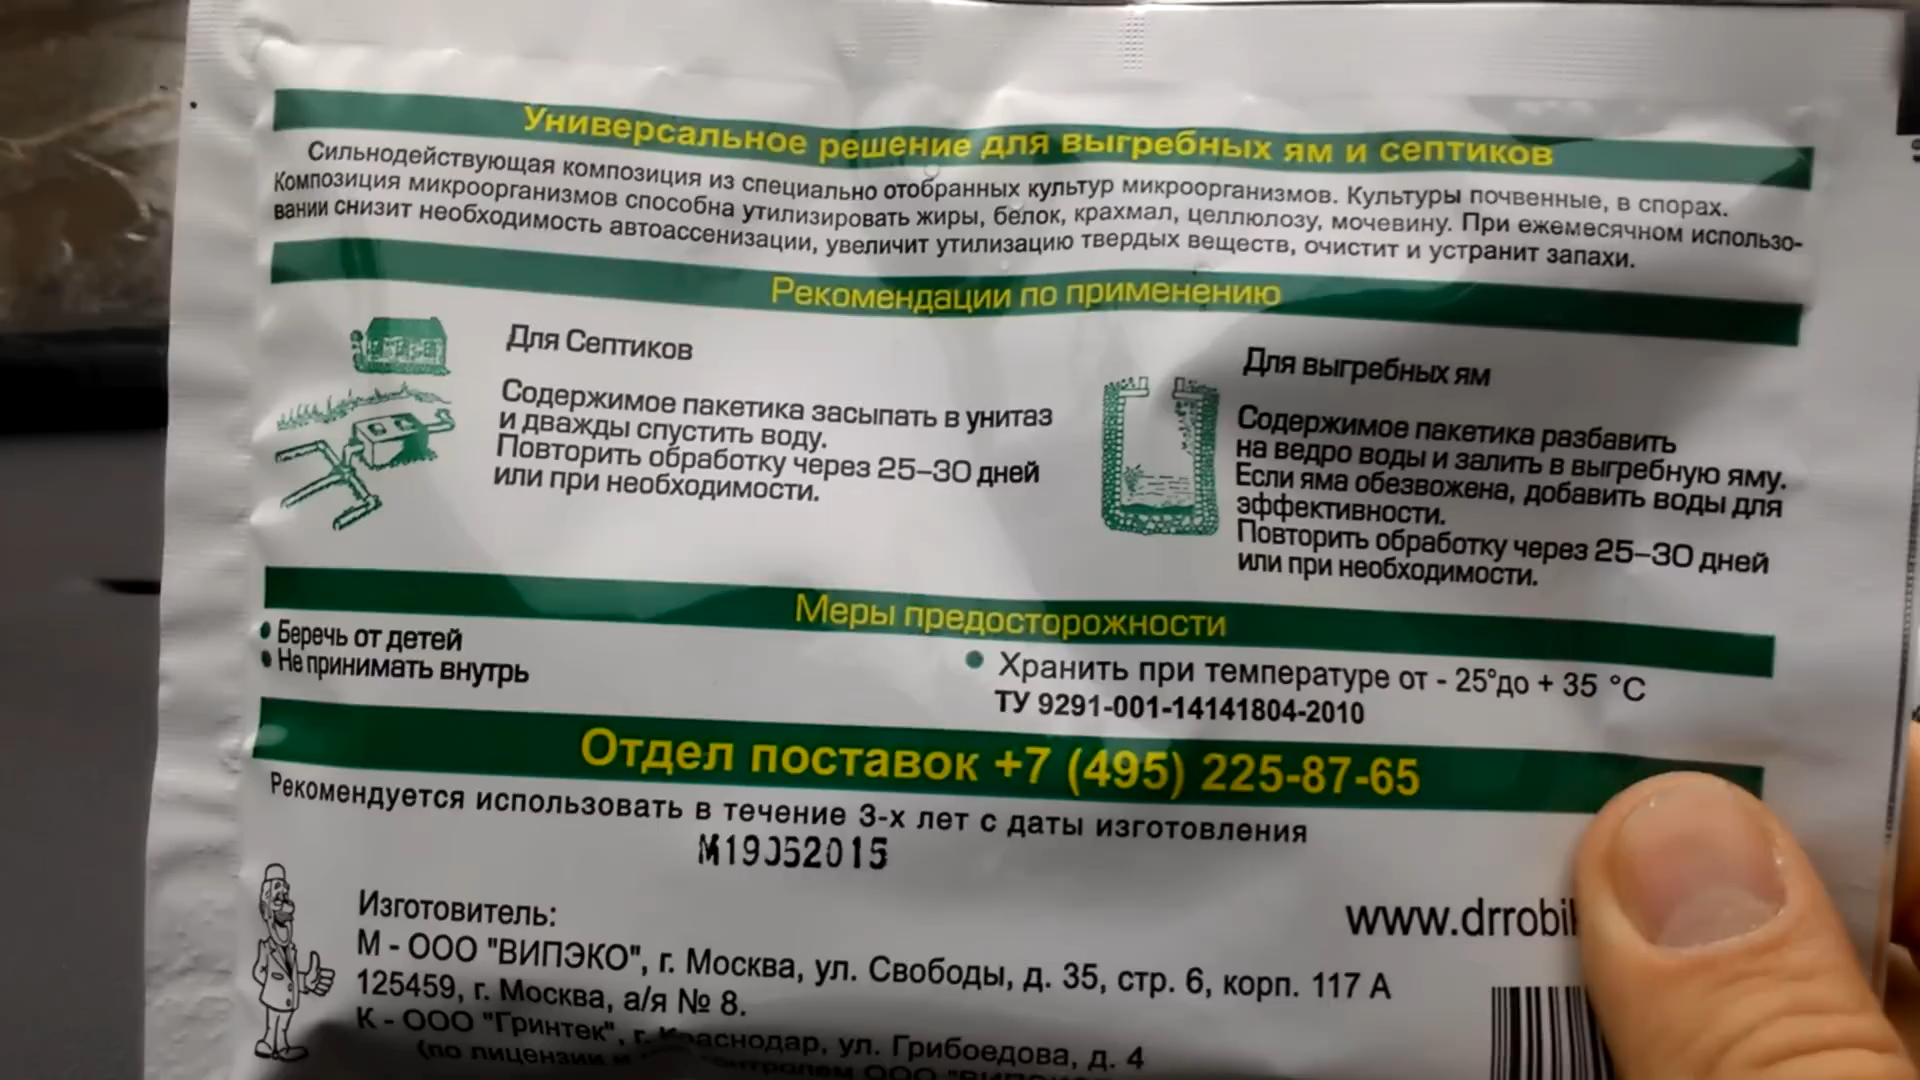 Универсальное решение для выгребных ям и септиков
Сильнодействующая композиция из специально отобранных культур микроорганизмов. Культуры почвенные, в спорах.
Композиция микроорганизмов способна утилизировать жиры, белок, крахмал, целлюлозу, мочевину. При ежемесячном использо-
вании снизит необходимость автоассенизации, увеличит утилизацию твердых веществ, очистит и устранит запахи.
Рекомендации по применению
Для Септиков
Содержимое пакетика засыпать в унитаз
и дважды спустить воду.
Повторить обработку через 25–30 дней
или при необходимости.
Для выгребных ям
Содержимое пакетика разбавить
на ведро воды и залить в выгребную яму.
Если яма обезвожена, добавить воды для
эффективности.
Повторить обработку через 25–30 дней
или при необходимости.
Меры предосторожности
• Беречь от детей
• Не принимать внутрь
• Хранить при температуре от - 25°до + 35 °C
ТУ 9291-001-14141804-2010
Отдел поставок +7 (495) 225-87-65
Рекомендуется использовать в течение 3-х лет с даты изготовления
www.drrobi
Изготовитель:
М - ООО "ВИПЭКО", г. Москва, ул. Свободы, д. 35, стр. 6, корп. 117 А
125459, г. Москва, а/я № 8.
К - ООО "Гринтек", г. Краснодар, ул. Грибоедова, д. 4
(по лицензии и ООО "ВИПЭКО